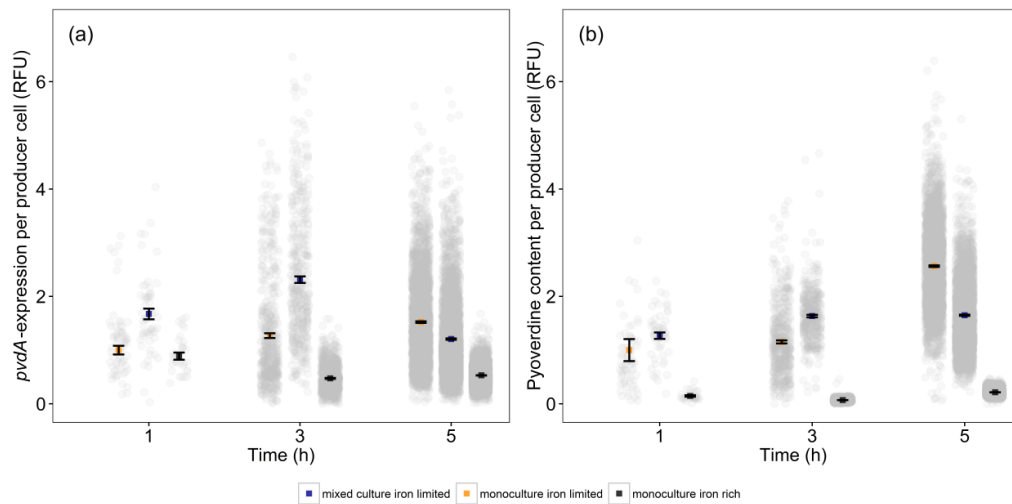 (a)
pvdA-expression per producer cell (RFU)
6
4
2
0
1
3
5
Time (h)
(b)
Pyoverdine content per producer cell (RFU)
6
4
2
0
1
3
5
Time (h)
mixed culture iron limited
monoculture iron limited
monoculture iron rich